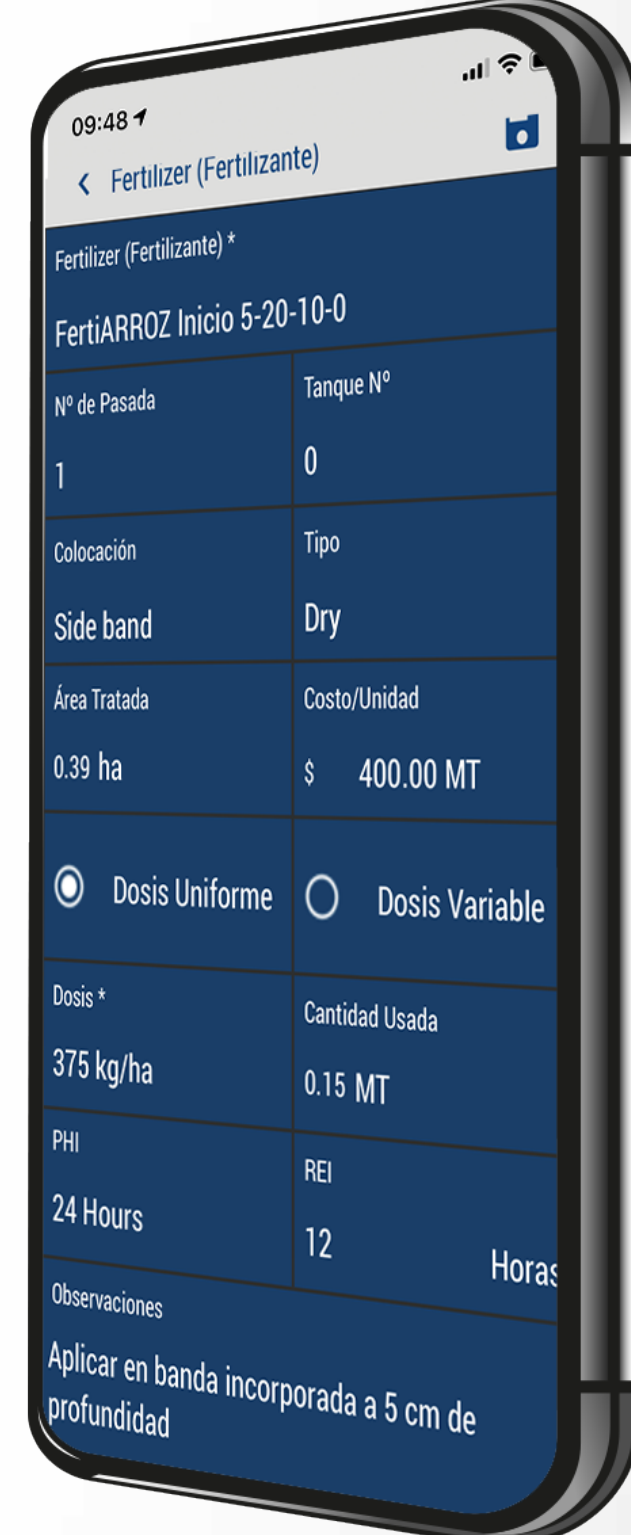 09:48
Fertilizer (Fertilizante)
Fertilizer (Fertilizante) *
FertiARROZ Inicio 5-20-10-0
Nº de Pasada
Tanque Nº
1
0
Colocación
Tipo
Side band
Dry
Área Tratada
Costo/Unidad
0.39 ha
$ 400.00 MT
Dosis Uniforme
Dosis Variable
Dosis *
Cantidad Usada
375 kg/ha
0.15 MT
PHI
REI
24 Hours
12 Horas
Observaciones
Aplicar en banda incorporada a 5 cm de
profundidad